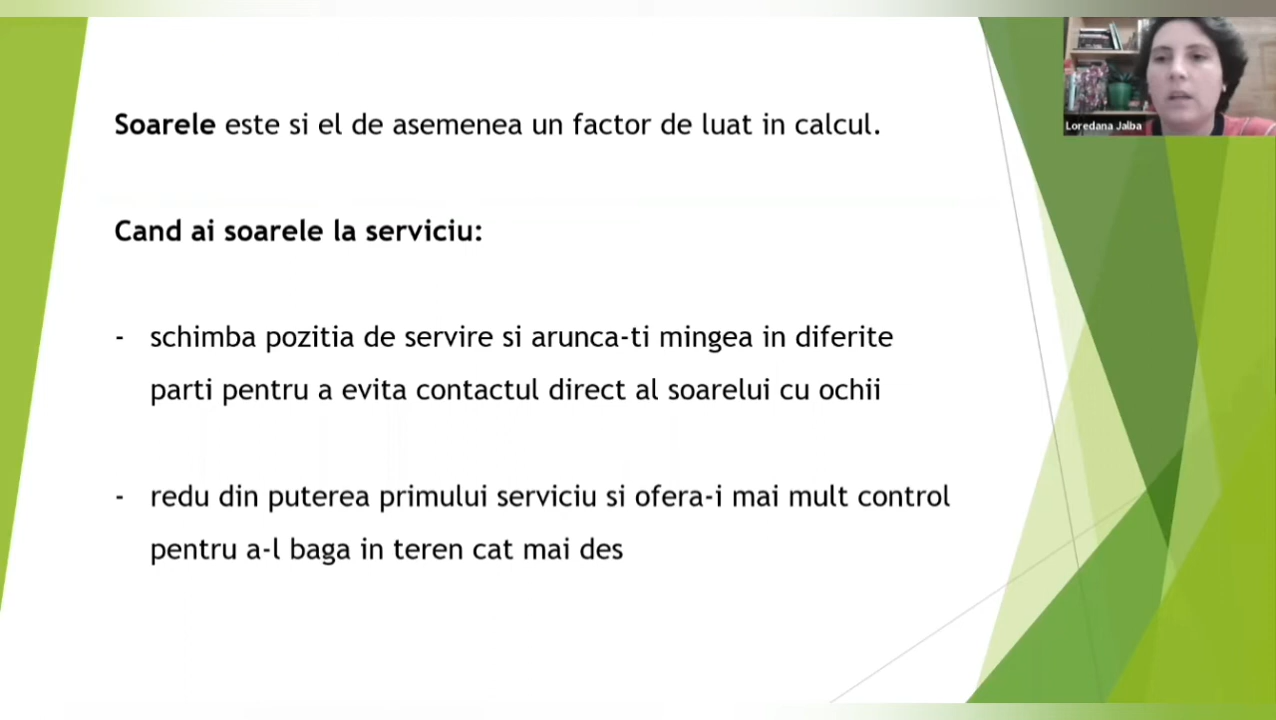 Soarele este si el de asemenea un factor de luat in calcul.
Cand ai soarele la serviciu:
- schimba pozitia de servire si arunca-ti mingea in diferite
parti pentru a evita contactul direct al soarelui cu ochii
- redu din puterea primului serviciu si ofera-i mai mult control
pentru a-l baga in teren cat mai des
Loredana Jalba